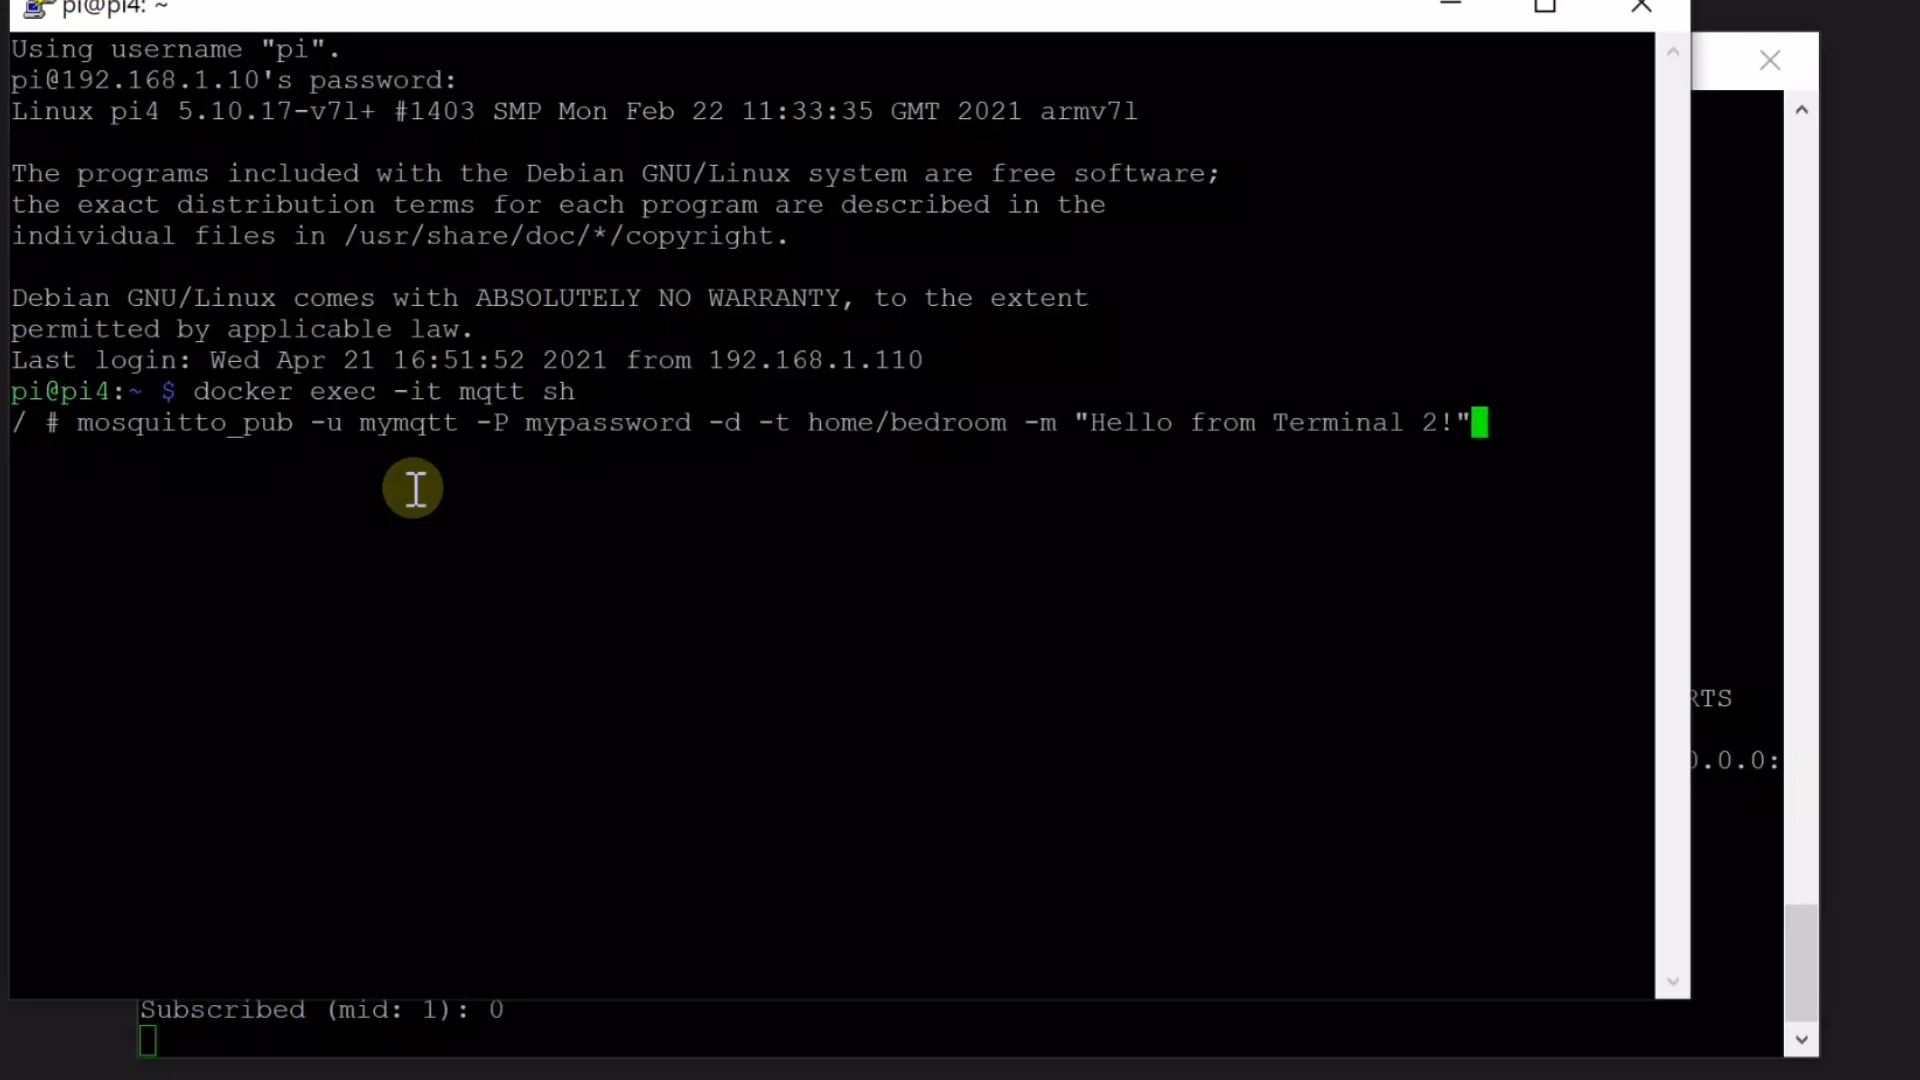 pi@pi4: ~
Using username "pi".
pi@192.168.1.10's password:
Linux pi4 5.10.17-v7l+ #1403 SMP Mon Feb 22 11:33:35 GMT 2021 armv7l
The programs included with the Debian GNU/Linux system are free software;
the exact distribution terms for each program are described in the
individual files in /usr/share/doc/*/copyright.
Debian GNU/Linux comes with ABSOLUTELY NO WARRANTY, to the extent
permitted by applicable law.
Last login: Wed Apr 21 16:51:52 2021 from 192.168.1.110
pi@pi4:~ $ docker exec -it mqtt sh
/ # mosquitto_pub -u mymqtt -P mypassword -d -t home/bedroom -m "Hello from Terminal 2!"
RTS
0.0.0:
Subscribed (mid: 1): 0